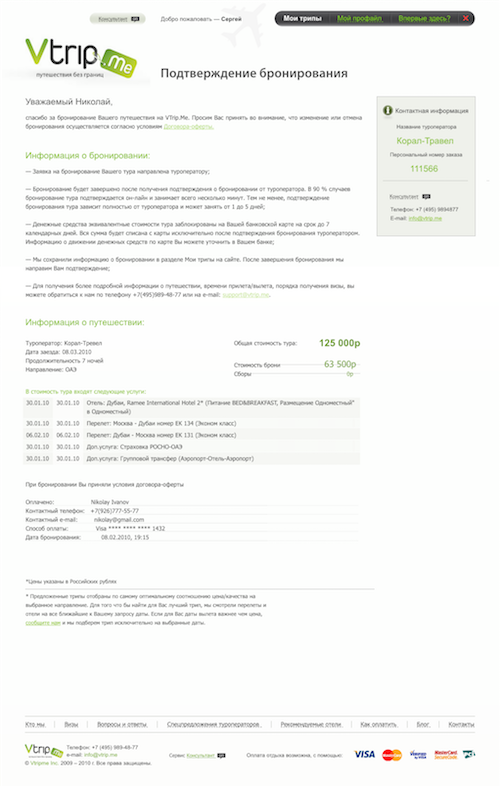 Консультант
Добро пожаловать — Сергей
Мои трипы
Мой профайл
Впервые здесь?
Vtrip.me
путешествия без границ
Подтверждение бронирования
Уважаемый Николай,
спасибо за бронирование Вашего путешествия на VTrip.Me. Просим Вас принять во внимание, что изменение или отмена
бронирования осуществляется согласно условиям Договора-оферты.
Информация о бронировании:
— Заявка на бронирование Вашего тура направлена туроператору;
— Бронирование будет завершено после получения подтверждения о бронировании от туроператора. В 90 % случаев
бронирование тура подтверждается он-лайн и занимает всего несколько минут. Тем не менее, подтверждение
бронирования тура зависит полностью от туроператора и может занять от 1 до 5 дней;
— Денежные средства эквивалентные стоимости тура заблокированы на Вашей банковской карте на срок до 7
календарных дней. Вся сумма будет списана с карты исключительно после подтверждения бронирования туроператором.
Информацию о движении денежных средств по карте Вы можете уточнить в Вашем банке;
— Мы сохранили информацию о бронировании в разделе Мои трипы на сайте. После завершения бронирования мы
направим Вам подтверждение;
— Для получения более подробной информации о путешествии, времени прилета/вылета, порядка получения визы, вы
можете обратиться к нам по телефону +7(495)989-48-77 или на e-mail: support@vtrip.me.
Контактная информация
Название туроператора
Корал-Травел
Персональный номер заказа
111566
Консультант
Телефон: +7 (495) 9894877
E-mail: info@vtrip.me
Информация о путешествии:
Туроператор: Корал-Тревел
Дата заезда: 08.03.2010
Продолжительность 7 ночей
Направление: ОАЭ
Общая стоимость тура: 125 000р
Стоимость брони 63 500р
Сборы 0р
В стоимость тура входят следующие услуги:
30.01.10 30.01.10 Отель: Дубаи, Ramee International Hotel 2* (Питание BED&BREAKFAST, Размещение Одноместный"
в Одноместный)
30.01.10 30.01.10 Перелет: Москва - Дубаи номер EK 134 (Эконом класс)
06.02.10 06.02.10 Перелет: Дубаи - Москва номер EK 131 (Эконом класс)
30.01.10 30.01.10 Доп.услуга: Страховка РОСНО-ОАЭ
30.01.10 30.01.10 Доп.услуга: Групповой трансфер (Аэропорт-Отель-Аэропорт)
При бронировании Вы приняли условия договора-оферты
Оплачено: Nikolay Ivanov
Контактный телефон: +7(926)777-55-77
Контактный e-mail: nikolay@gmail.com
Способ оплаты: Visa **** **** **** 1432
Дата бронирования: 08.02.2010, 19:15
*Цены указаны в Российских рублях
* Предложенные трипы отобраны по самому оптимальному соотношению цена/качества на
выбранное направление. Для того что бы найти для Вас лучший трип, мы смотрели перелеты и
отели на все ближайшие к Вашему запросу даты. Если для Вас даты вылета важнее чем цена,
сообщите нам и мы подберем трип исключительно на выбранные даты.
Кто мы | Визы | Вопросы и ответы | Спецпредложения туроператоров | Рекомендуемые отели | Как оплатить | блог | Контакты
Vtrip.me
Телефон: +7 (495) 989-48-77
e-mail: info@vtrip.me
© Vtripme Inc. 2009 – 2010 г. Все права защищены.
Сервис Консультант
Оплата отдыха возможна, с помощью:
VISA
MasterCard
VERIFIED by VISA
MasterCard SecureCode